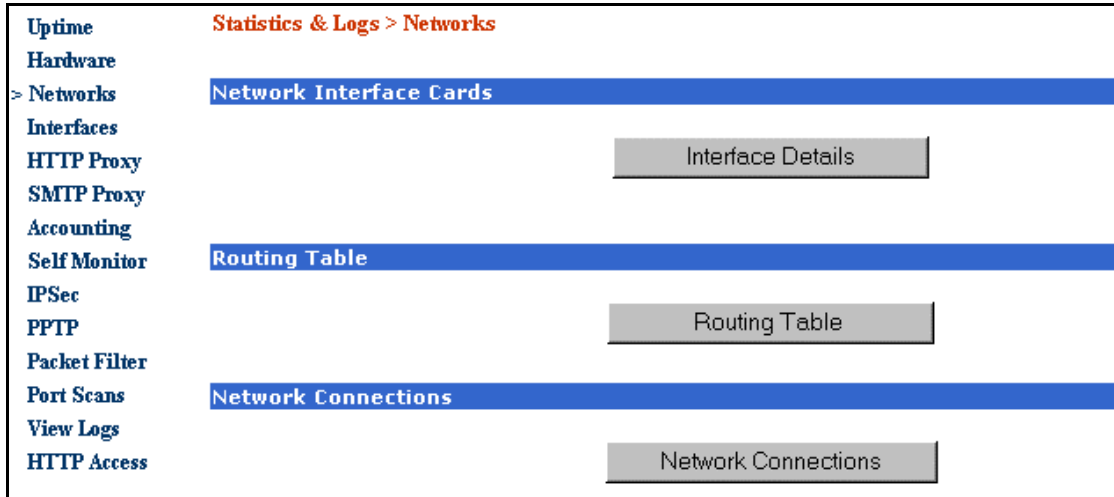 Uptime
Hardware
> Networks
Interfaces
HTTP Proxy
SMTP Proxy
Accounting
Self Monitor
IPSec
PPTP
Packet Filter
Port Scans
View Logs
HTTP Access
Statistics & Logs > Networks
Network Interface Cards
Interface Details
Routing Table
Routing Table
Network Connections
Network Connections